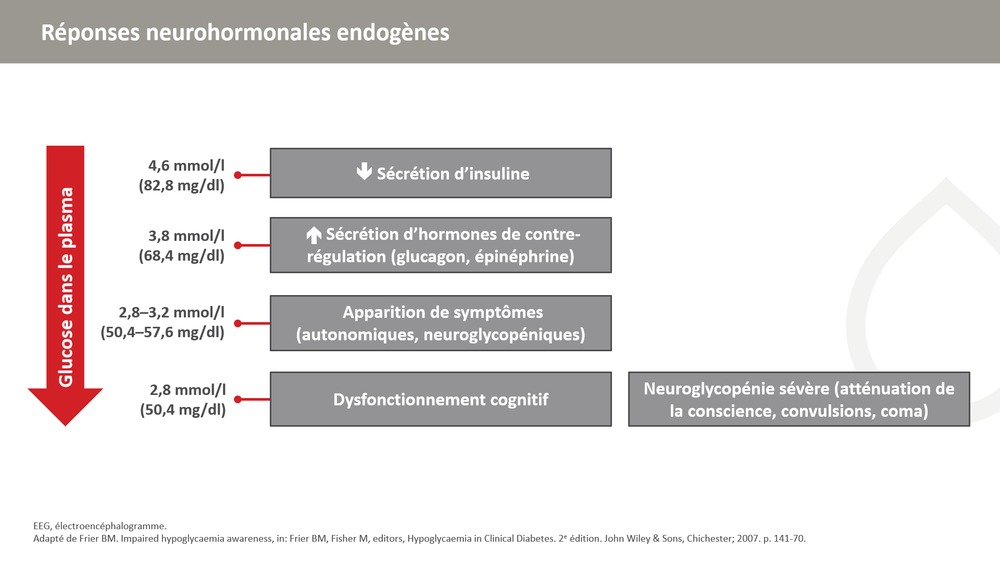 Réponses neurohormonales endogènes
Glucose dans le plasma
4,6 mmol/l
(82,8 mg/dl)
Sécrétion d’insuline
3,8 mmol/l
(68,4 mg/dl)
Sécrétion d’hormones de contre-
régulation (glucagon, épinéphrine)
2,8–3,2 mmol/l
(50,4–57,6 mg/dl)
Apparition de symptômes
(autonomiques, neuroglycopéniques)
2,8 mmol/l
(50,4 mg/dl)
Dysfonctionnement cognitif
Neuroglycopénie sévère (atténuation de
la conscience, convulsions, coma)
EEG, électroencéphalogramme.
Adapté de Frier BM. Impaired hypoglycaemia awareness, in: Frier BM, Fisher M, editors, Hypoglycaemia in Clinical Diabetes. 2e édition. John Wiley & Sons, Chichester; 2007. p. 141-70.